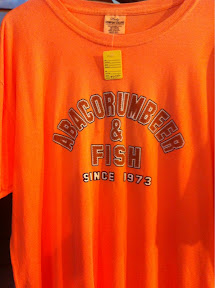 ABACORUMBEER
&
FISH
SINCE 1973